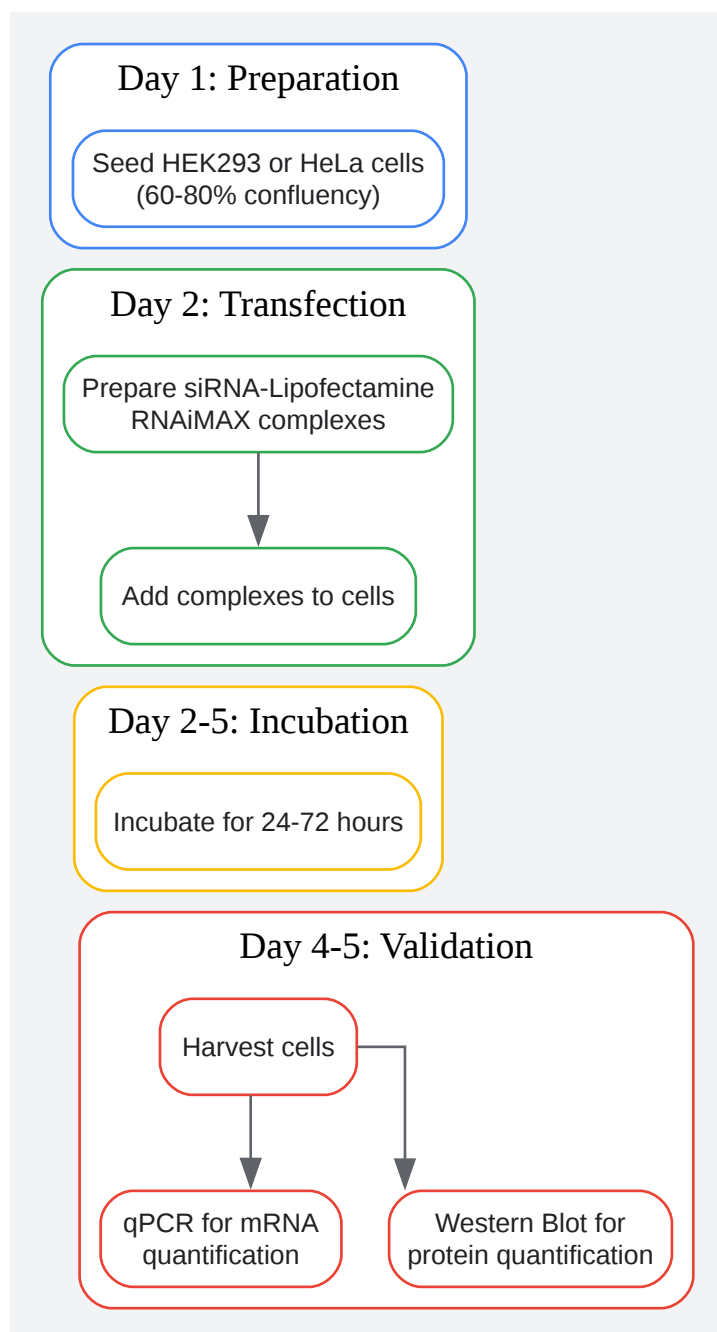 Day 1: Preparation
Seed HEK293 or HeLa cells
(60-80% confluency)
Day 2: Transfection
Prepare siRNA-Lipofectamine
RNAiMAX complexes
Add complexes to cells
Day 2-5: Incubation
Incubate for 24-72 hours
Day 4-5: Validation
Harvest cells
qPCR for mRNA
quantification
Western Blot for
protein quantification